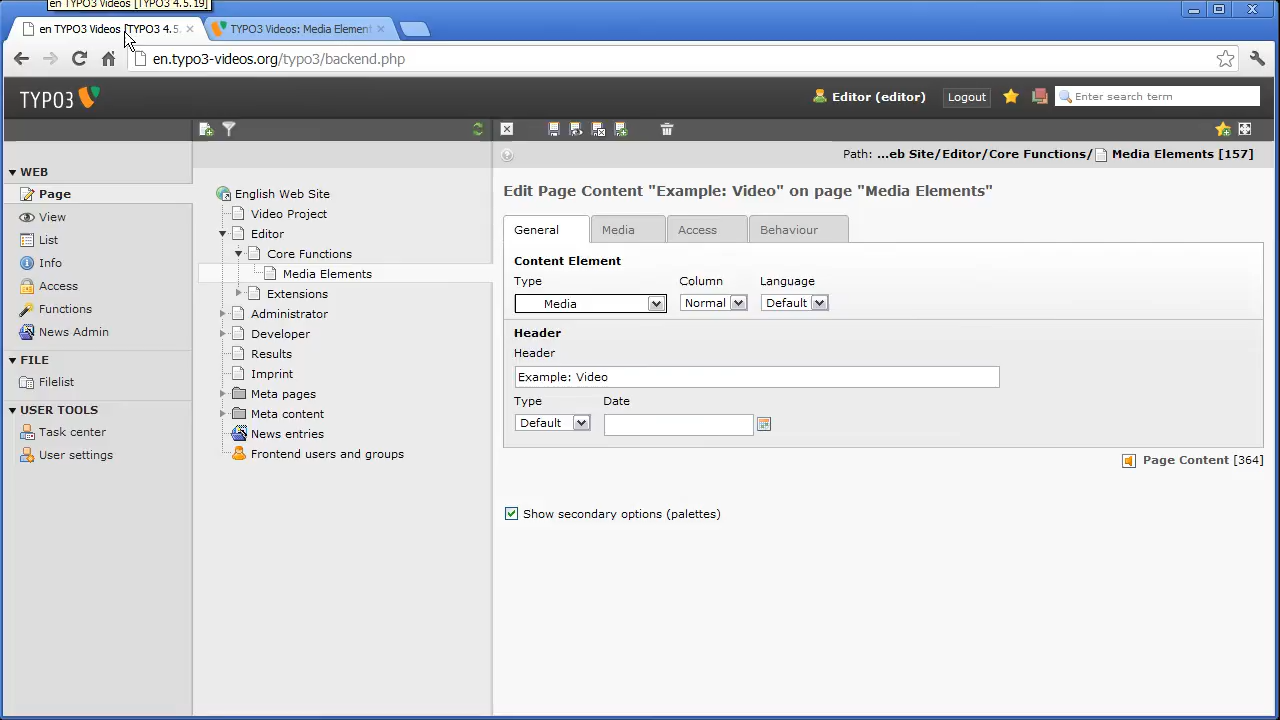 en TYPO3 Videos [TYPO3 4.5.19]
en TYPO3 Videos [TYPO3 4.5.
TYPO3 Videos: Media Element
en.typo3-videos.org/typo3/backend.php
TYPO3
Editor (editor)
Logout
Enter search term
Path: ...eb Site/Editor/Core Functions/ Media Elements [157]
WEB
Page
View
List
Info
Access
Functions
News Admin
FILE
Filelist
USER TOOLS
Task center
User settings
English Web Site
Video Project
Editor
Core Functions
Media Elements
Extensions
Administrator
Developer
Results
Imprint
Meta pages
Meta content
News entries
Frontend users and groups
Edit Page Content "Example: Video" on page "Media Elements"
General Media Access Behaviour
Content Element
Type Column Language
Media Normal Default
Header
Header
Example: Video
Type Date
Default
Page Content [364]
Show secondary options (palettes)